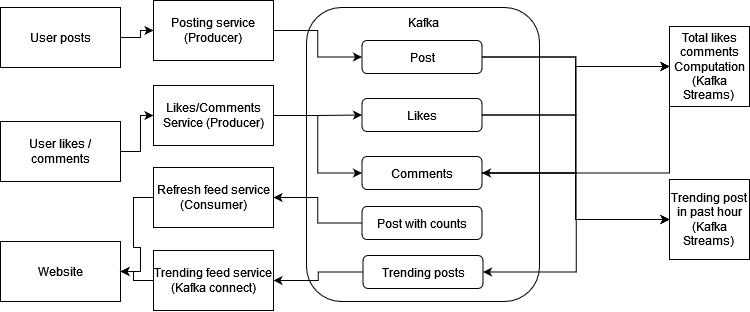 User posts
Posting service
(Producer)
Kafka
Post
Total likes
comments
Computation
(Kafka
Streams)
User likes /
comments
Likes/Comments
Service (Producer)
Likes
Comments
Refresh feed service
(Consumer)
Post with counts
Trending post
in past hour
(Kafka
Streams)
Website
Trending feed service
(Kafka connect)
Trending posts